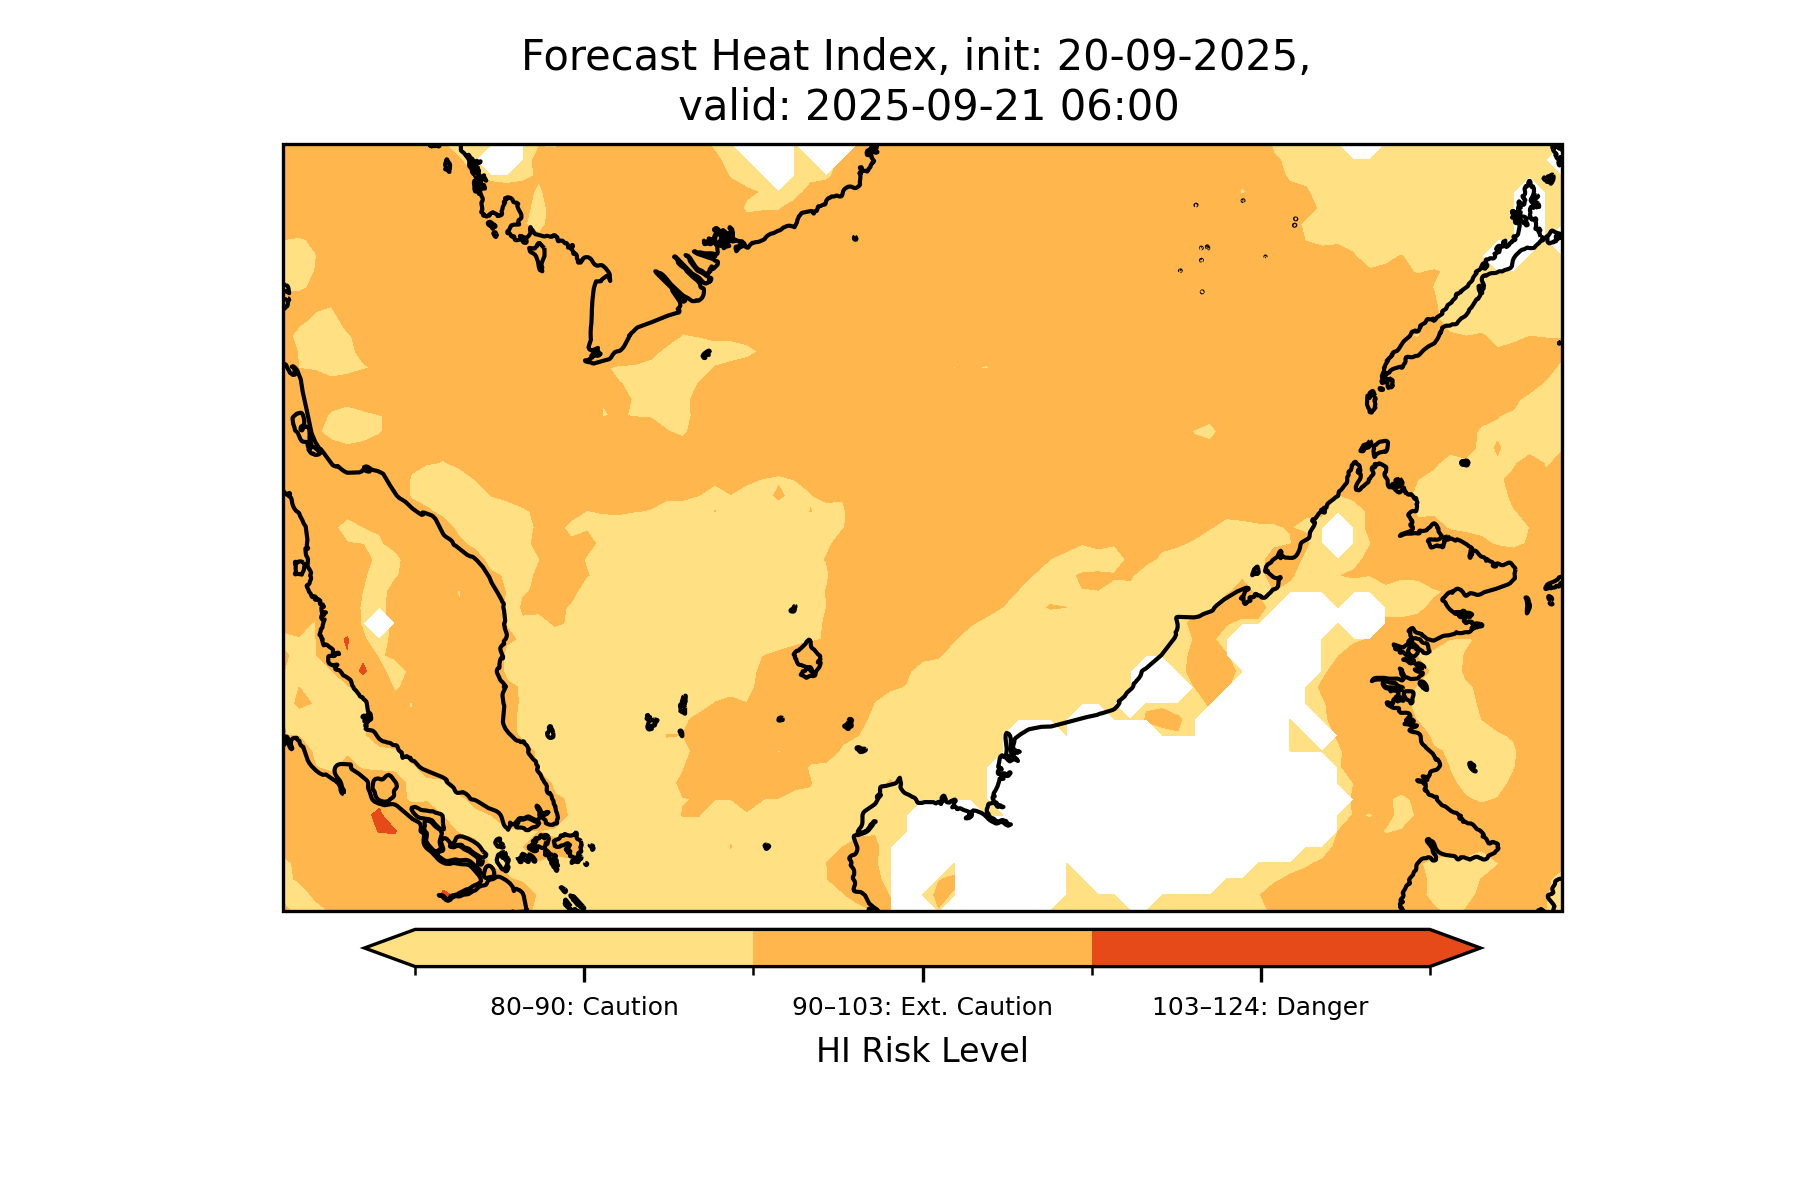 Forecast Heat Index, init: 20-09-2025,
valid: 2025-09-21 06:00
80–90: Caution
90–103: Ext. Caution
103–124: Danger
HI Risk Level